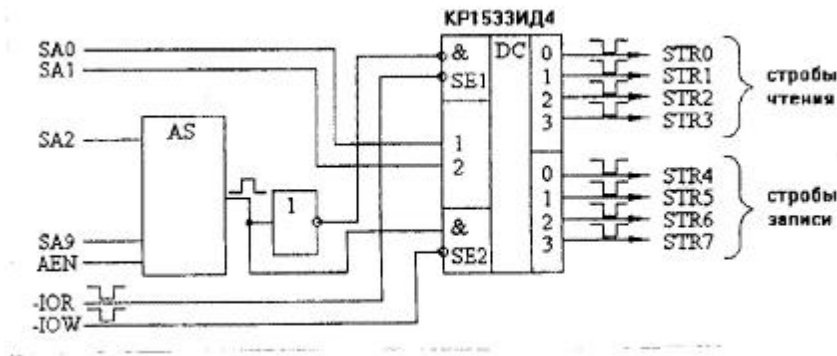 КР1533ИД4
SA0
SA1
SA2
AS
SA9
AEN
-IOR
-IOW
1
&
SE1
1
2
&
SE2
DC
0
1
2
3
0
1
2
3
STR0
STR1
STR2
STR3
STR4
STR5
STR6
STR7
стробы
чтения
стробы
записи